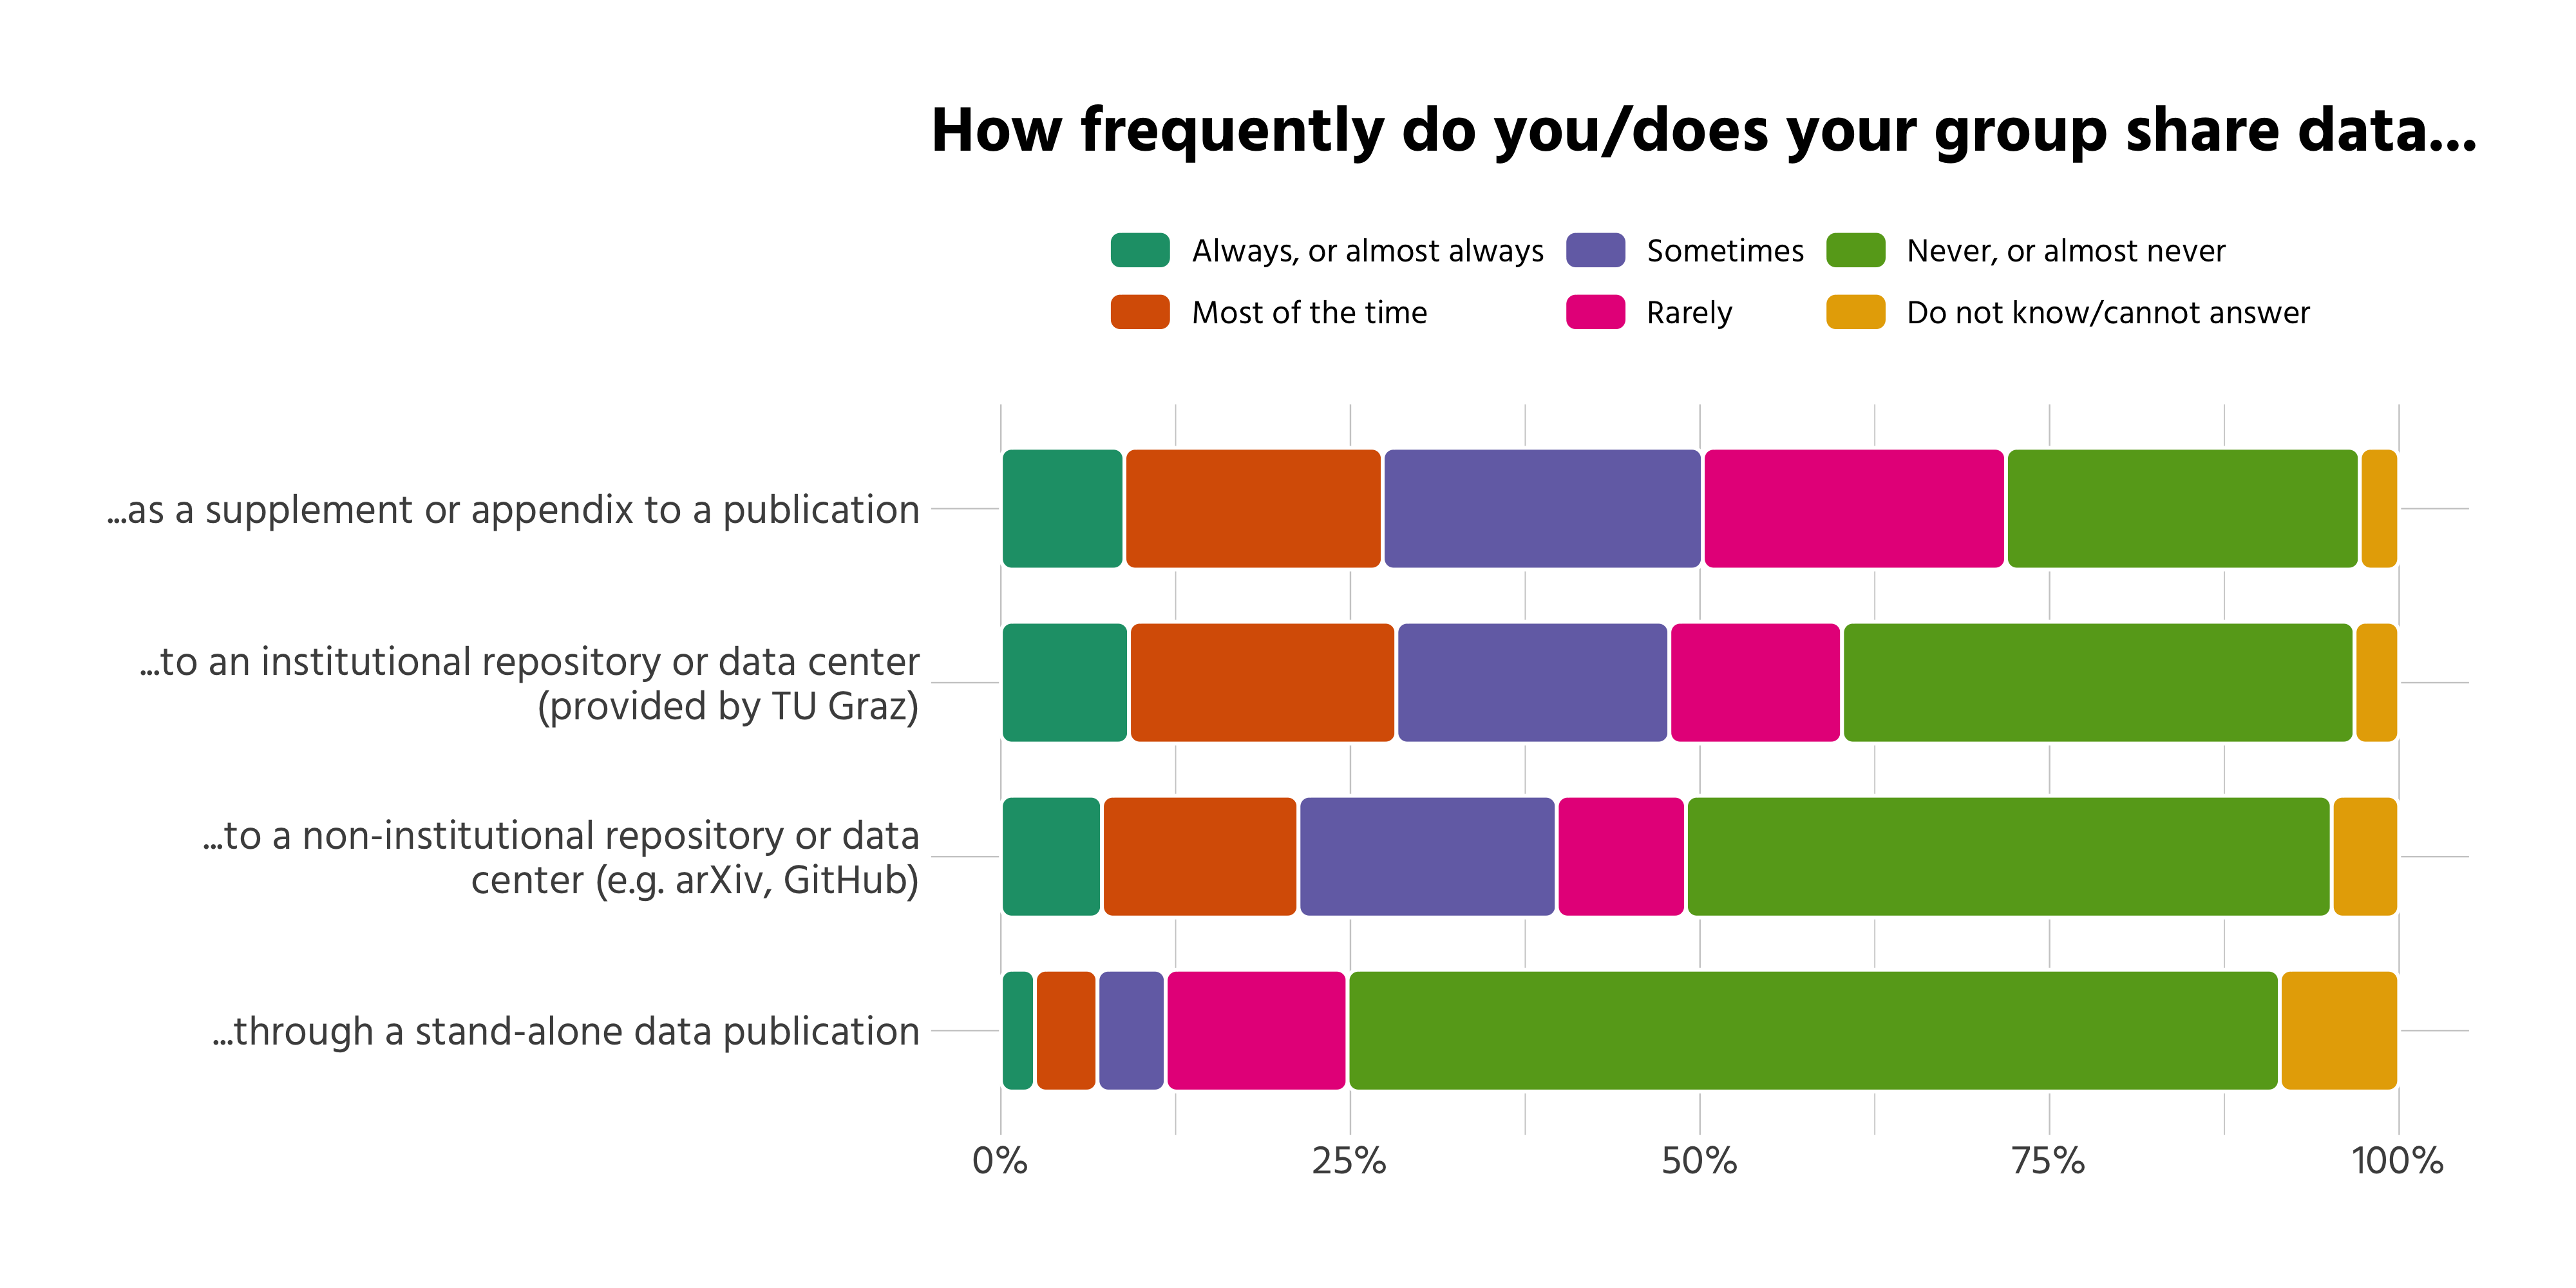 How frequently do you/does your group share data...
Always, or almost always
Sometimes
Never, or almost never
Most of the time
Rarely
Do not know/cannot answer
...as a supplement or appendix to a publication
...to an institutional repository or data center
(provided by TU Graz)
...to a non-institutional repository or data
center (e.g. arXiv, GitHub)
...through a stand-alone data publication
0%
25%
50%
75%
100%